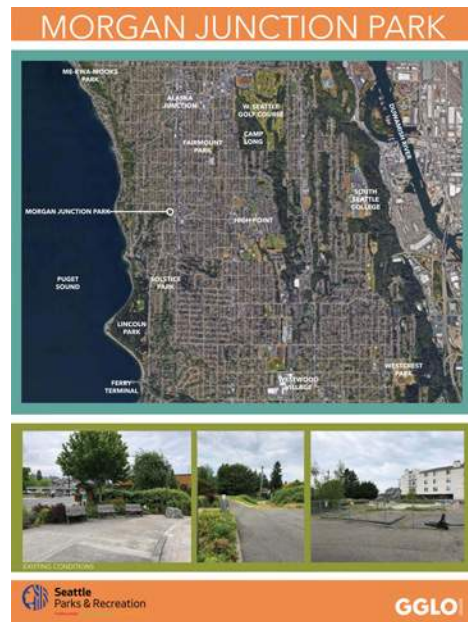 MORGAN JUNCTION PARK
ME-KWA-MOOKS
PARK
ALASKA
JUNCTION
W. SEATTLE
GOLF COURSE
CAMP
LONG
DUWAMISH RIVER
FAIRMOUNT
PARK
SOUTH
SEATTLE
COLLEGE
MORGAN JUNCTION PARK
HIGH POINT
PUGET
SOUND
SOLSTICE
PARK
LINCOLN
PARK
WESTCREST
PARK
FERRY
TERMINAL
WESTWOOD
VILLAGE
EXISTING CONDITIONS
Seattle
Parks & Recreation
GGLO